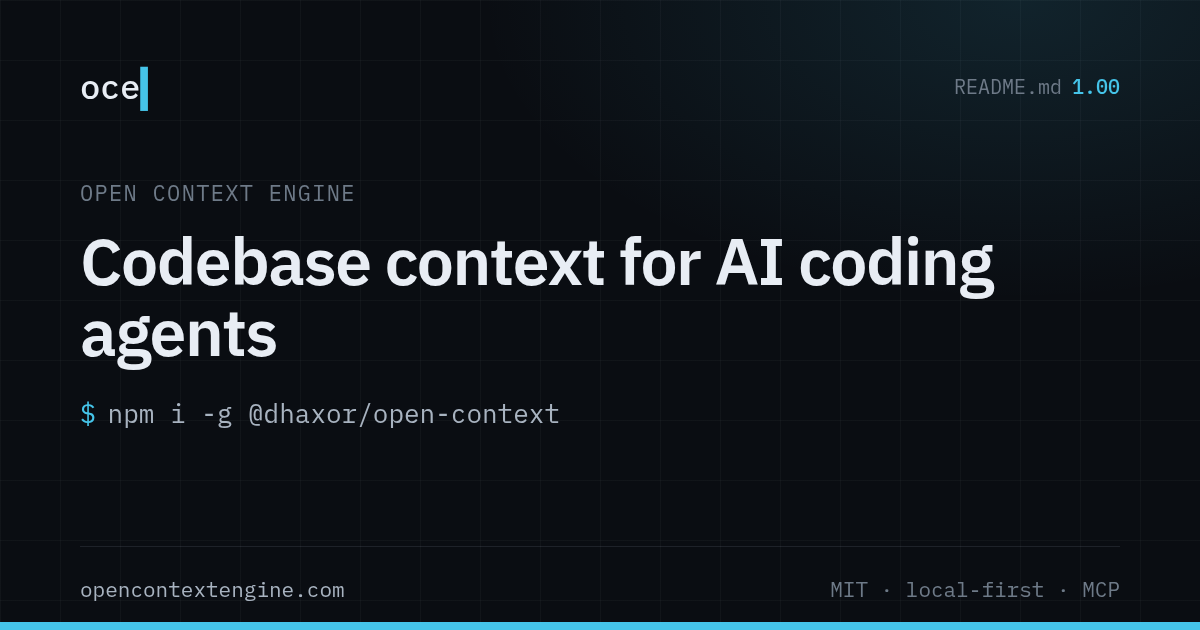 oce
README.md 1.00
OPEN CONTEXT ENGINE
Codebase context for AI coding
agents
$ npm i -g @dhaxor/open-context
opencontextengine.com
MIT · local-first · MCP